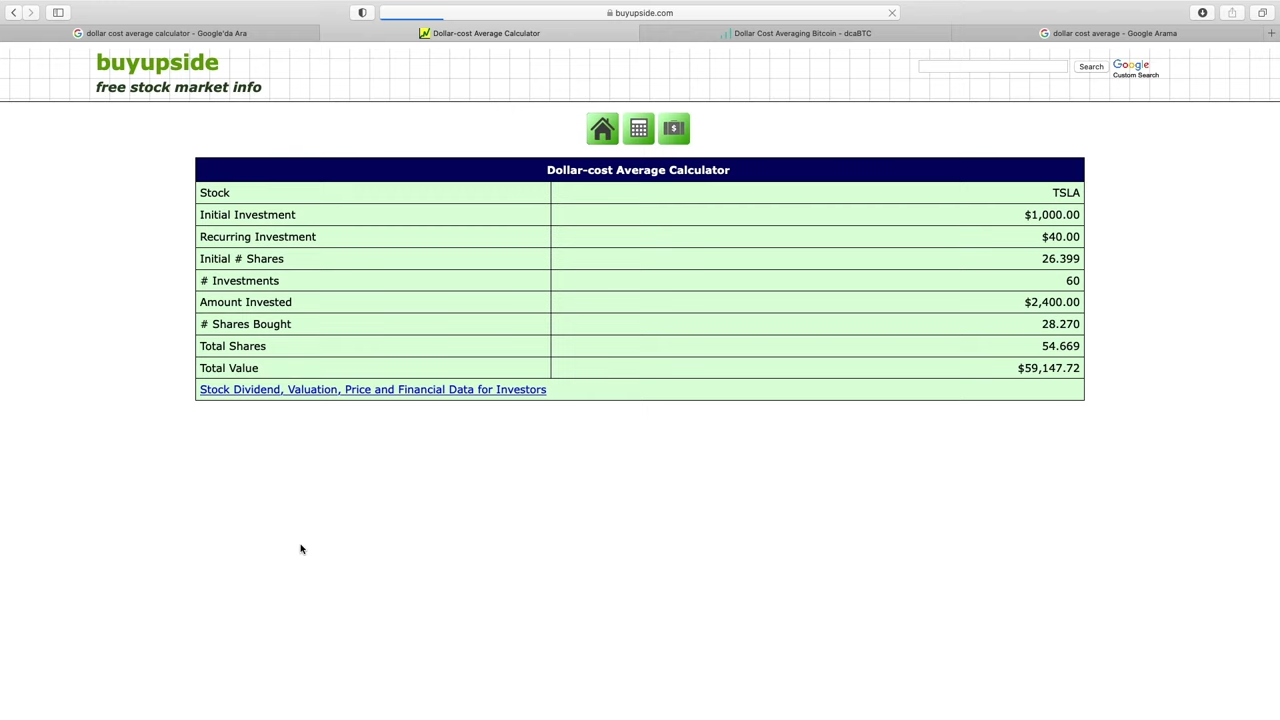 buyupside.com
dollar cost average calculator - Google'da Ara
Dollar-cost Average Calculator
Dollar Cost Averaging Bitcoin - dcaBTC
dollar cost average - Google Arama
buyupside
free stock market info
Search
Google
Custom Search
Dollar-cost Average Calculator
Stock TSLA
Initial Investment $1,000.00
Recurring Investment $40.00
Initial # Shares 26.399
# Investments 60
Amount Invested $2,400.00
# Shares Bought 28.270
Total Shares 54.669
Total Value $59,147.72
Stock Dividend, Valuation, Price and Financial Data for Investors